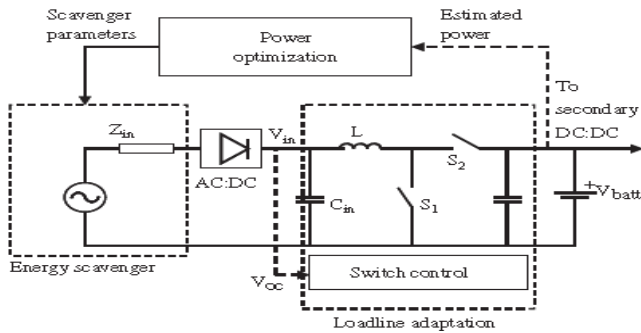 Scavenger
parameters
Power
optimization
Estimated
power
To
secondary
DC:DC
Zin
AC:DC
Vin
L
S2
Cin
S1
+
Vbatt
Energy scavenger
Voc
Switch control
Loadline adaptation